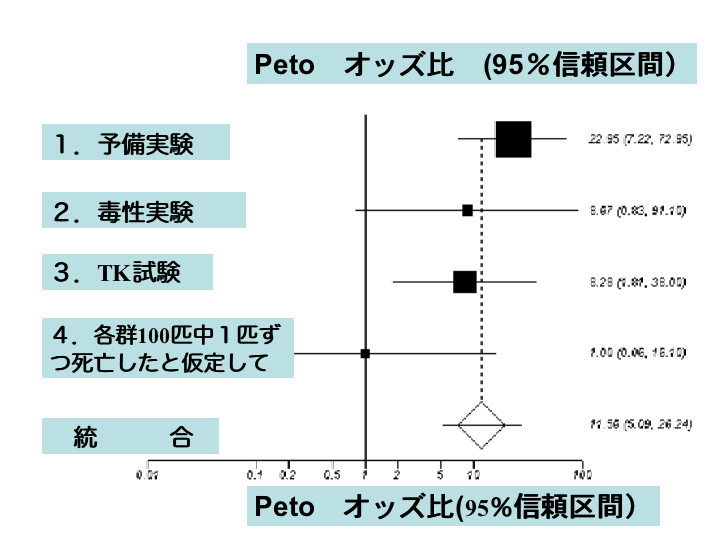 Peto　オッズ比　(95％信頼区間）
１．予備実験
22.95 (7.22, 72.95)
２．毒性実験
8.67 (0.83, 91.10)
３．TK試験
8.28 (1.81, 38.00)
４．各群100匹中１匹ず
つ死亡したと仮定して
1.00 (0.06, 16.10)
統　　　合
11.56 (5.09, 26.24)
0.01 0.1 0.2 0.5 1 2 5 10 100
Peto　オッズ比(95%信頼区間）